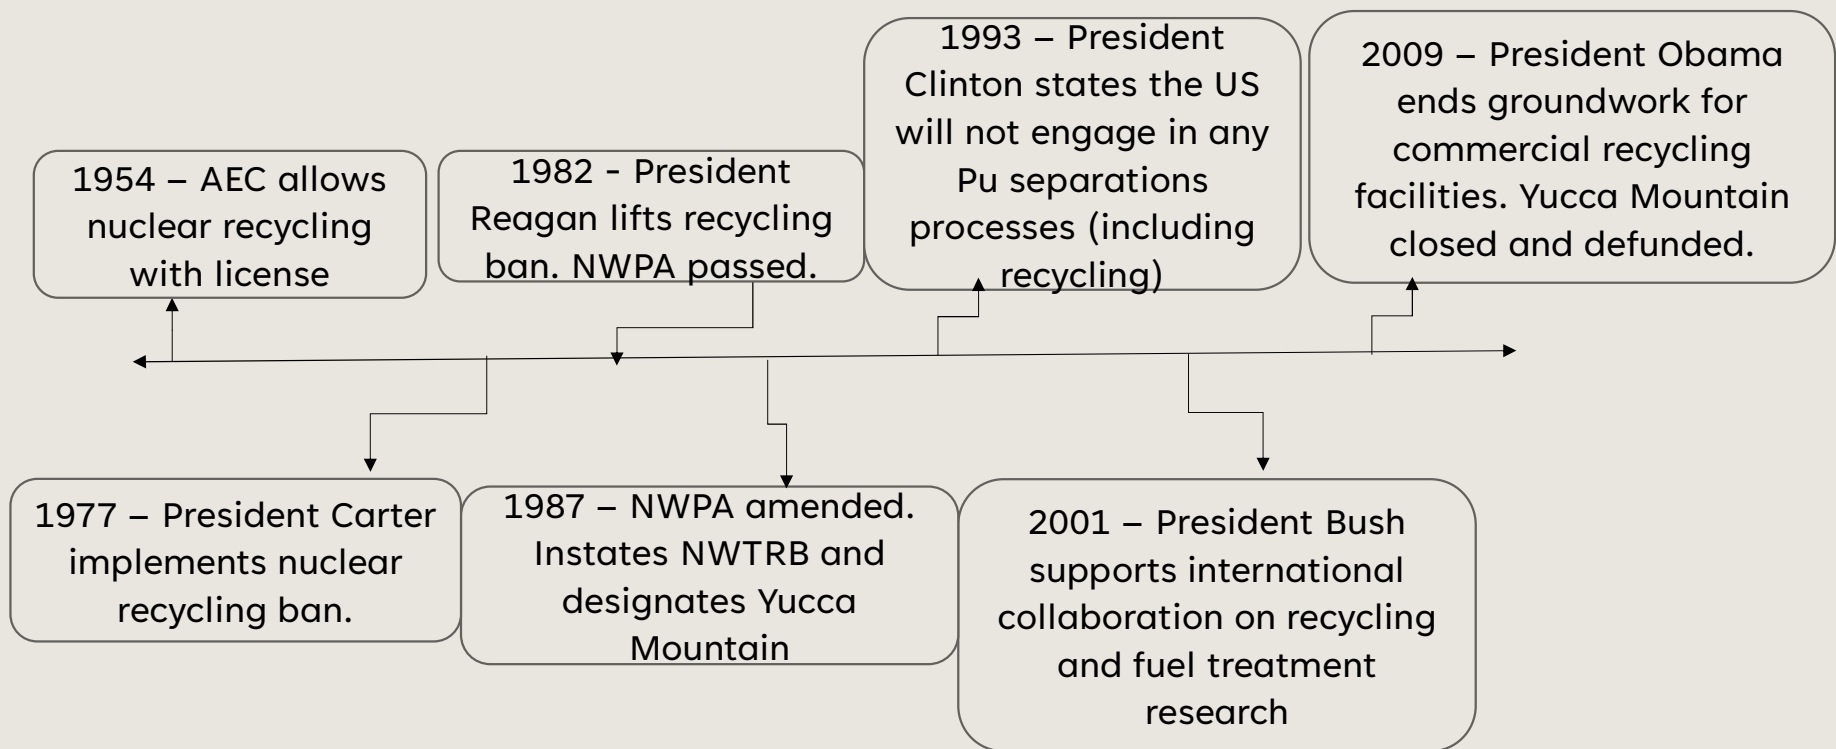 1954 – AEC allows
nuclear recycling
with license
1982 - President
Reagan lifts recycling
ban. NWPA passed.
1993 – President
Clinton states the US
will not engage in any
Pu separations
processes (including
recycling)
2009 – President Obama
ends groundwork for
commercial recycling
facilities. Yucca Mountain
closed and defunded.
1977 – President Carter
implements nuclear
recycling ban.
1987 – NWPA amended.
Instates NWTRB and
designates Yucca
Mountain
2001 – President Bush
supports international
collaboration on recycling
and fuel treatment
research